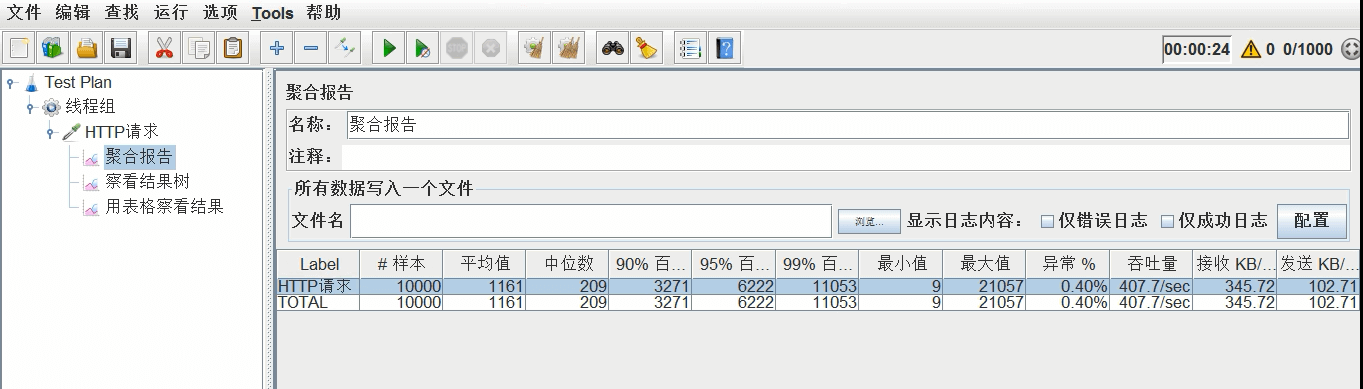 文件 编辑 查找 运行 选项 Tools 帮助
00:00:24 0 0/1000
Test Plan
线程组
HTTP请求
聚合报告
察看结果树
用表格察看结果
聚合报告
名称： 聚合报告
注释：
所有数据写入一个文件
文件名 浏览... 显示日志内容： 仅错误日志 仅成功日志 配置
Label # 样本 平均值 中位数 90% 百... 95% 百... 99% 百... 最小值 最大值 异常 % 吞吐量 接收 KB/... 发送 KB/...
HTTP请求 10000 1161 209 3271 6222 11053 9 21057 0.40% 407.7/sec 345.72 102.71
TOTAL 10000 1161 209 3271 6222 11053 9 21057 0.40% 407.7/sec 345.72 102.71